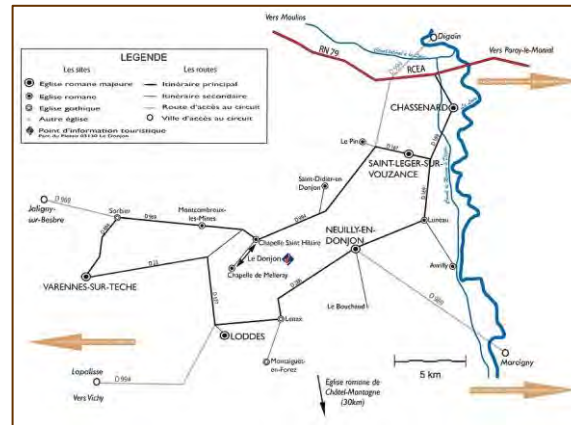 LEGENDE
Les sites
Les routes
Eglise romane majeure
Eglise romane
Eglise gothique
Autre église
Point d'information touristique
Itinéraire principal
Itinéraire secondaire
Route d'accès au circuit
Ville d'accès au circuit
Vers Moulins
Digoin
RN 79
RCEA
Vers Paray-le-Monial
CHASSENARD
Le Pin
SAINT-LEGER-SUR-
VOUZANCE
Saint-Didier-en
Donjon
Jaligny-
sur-Besbre
Sorbier
Montcombroux-
les-Mines
Chapelle Saint Hilaire
Le Donjon
Chapelle de Melleray
NEUILLY-EN-
DONJON
Luneau
Avrilly
VARENNES-SUR-TECHE
Le Bouchaud
LODDES
Lenax
Montaiguet-
en-Forez
Marcigny
Lapalisse
D 994
Vers Vichy
Eglise romane de
Châtel-Montagne
(30km)
5 km